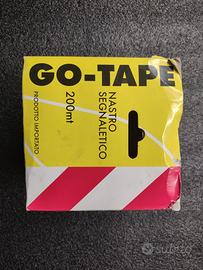 GO-TAPE
NASTRO
SEGNALETICO
200mt
PRODOTTO IMPORTATO
subito